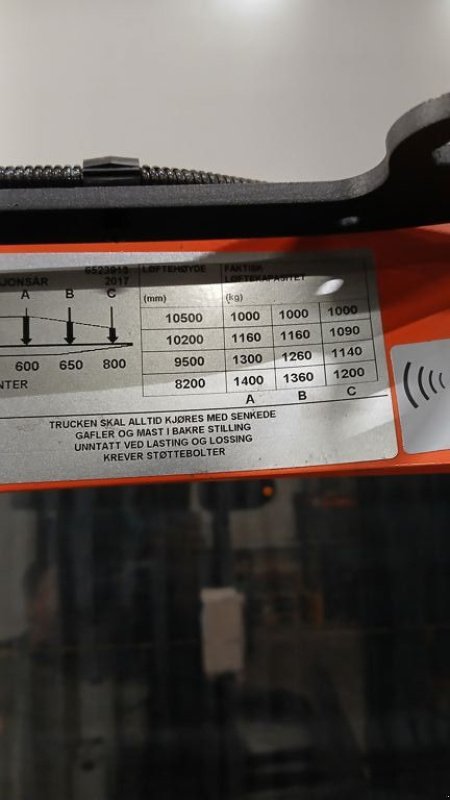 JONSÅR 2017
LØFTEHØYDE FAKTISK
LØFTEKAPASITET
(mm) (kg)
A B C
10500 1000 1000 1000
10200 1160 1160 1090
9500 1300 1260 1140
600 650 800
8200 1400 1360 1200
NTER
A B C
TRUCKEN SKAL ALLTID KJØRES MED SENKEDE
GAFLER OG MAST I BAKRE STILLING
UNNTATT VED LASTING OG LOSSING
KREVER STØTTEBOLTER